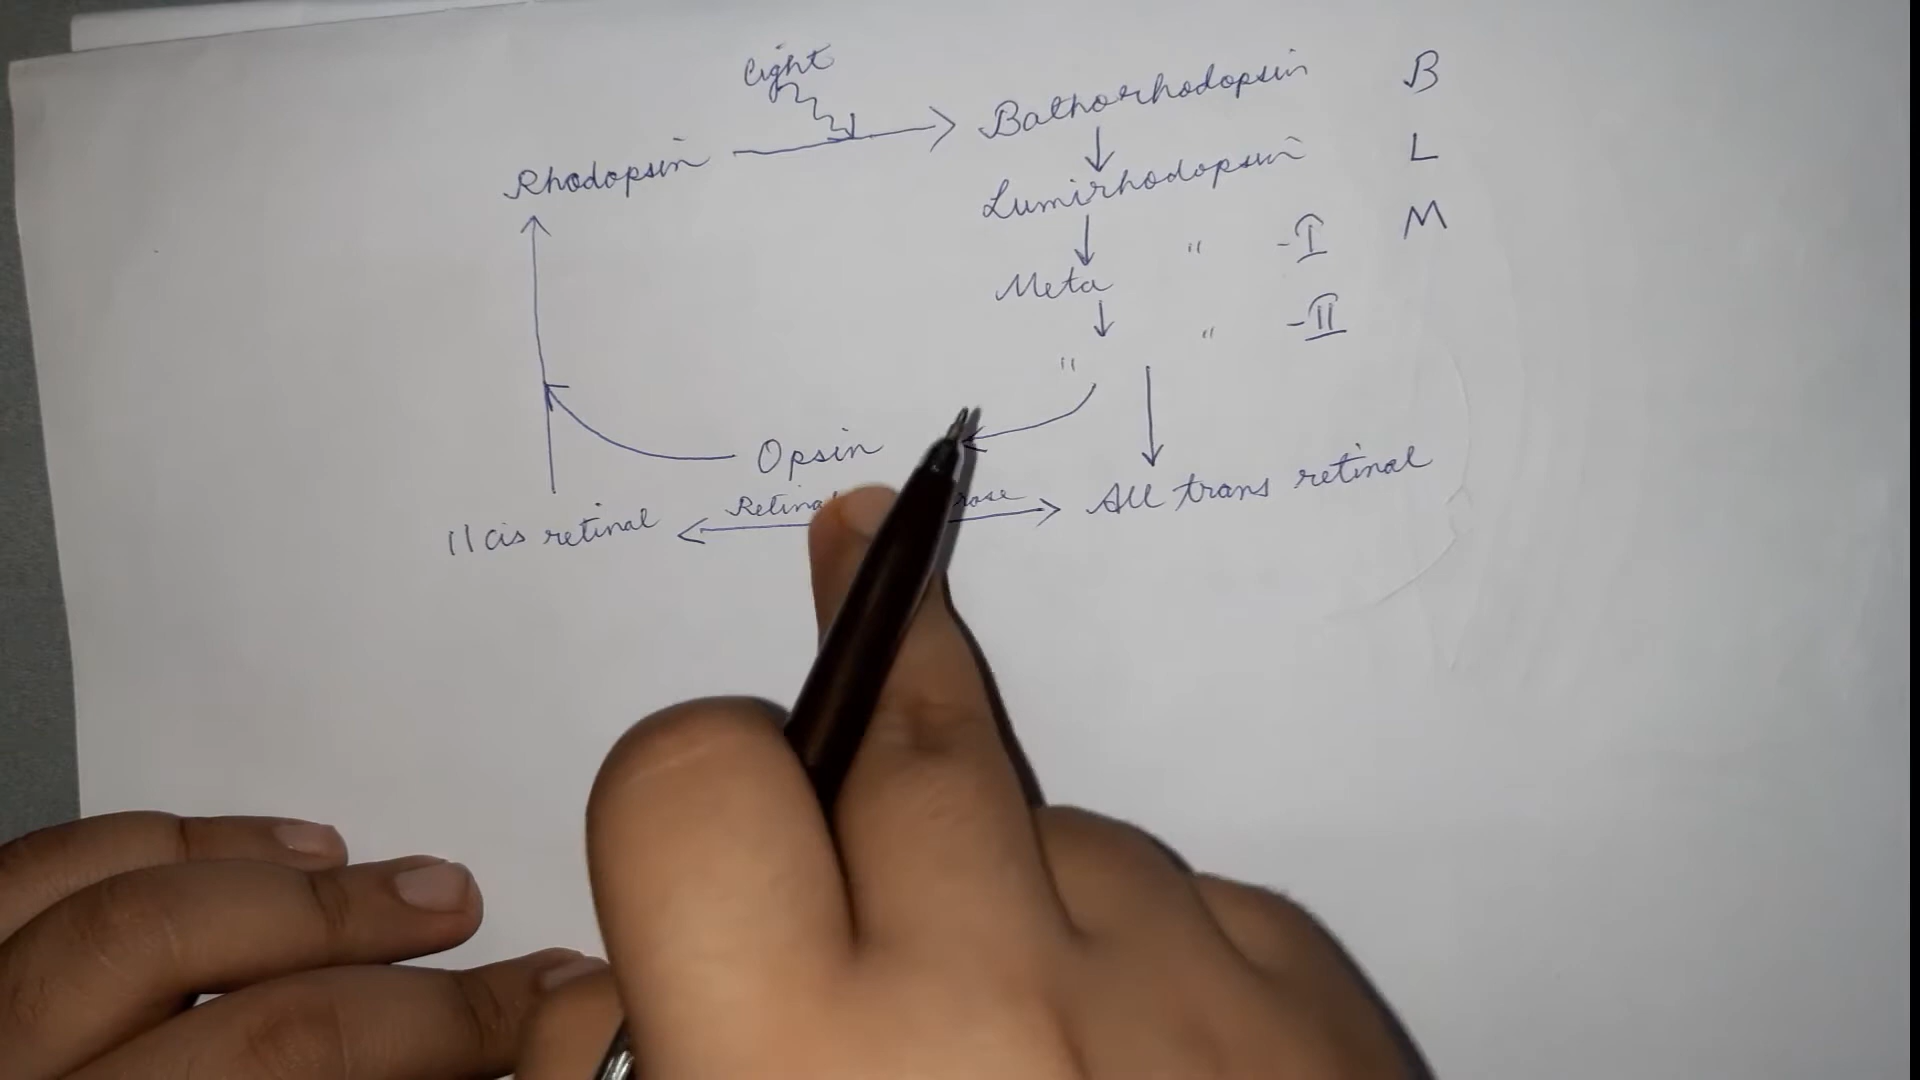 light
Rhodopsin Bathorhodopsin B
Lumirhodopsin L
Meta " -I M
" " -II
Opsin
11 cis retinal All trans retinal